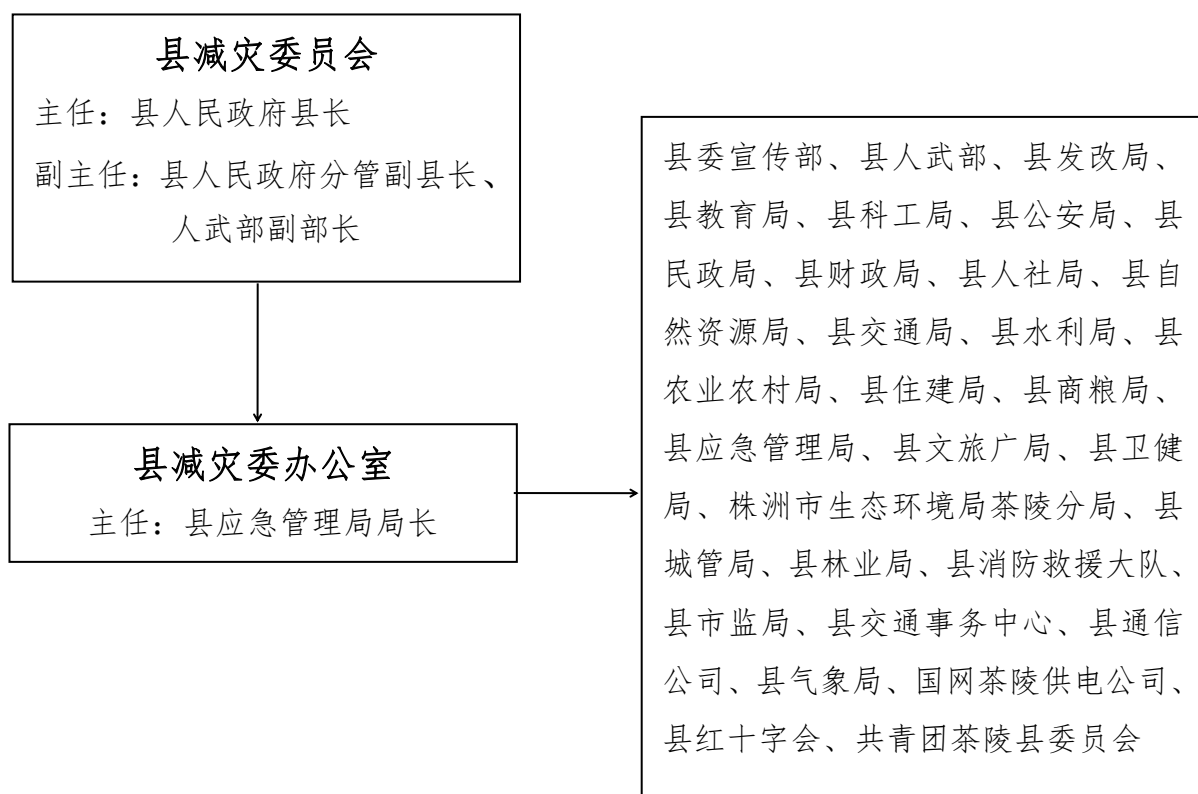 县减灾委员会
主任：县人民政府县长
副主任：县人民政府分管副县长、
人武部副部长
县减灾委办公室
主任：县应急管理局局长
县委宣传部、县人武部、县发改局、
县教育局、县科工局、县公安局、县
民政局、县财政局、县人社局、县自
然资源局、县交通局、县水利局、县
农业农村局、县住建局、县商粮局、
县应急管理局、县文旅广局、县卫健
局、株洲市生态环境局茶陵分局、县
城管局、县林业局、县消防救援大队、
县市监局、县交通事务中心、县通信
公司、县气象局、国网茶陵供电公司、
县红十字会、共青团茶陵县委员会